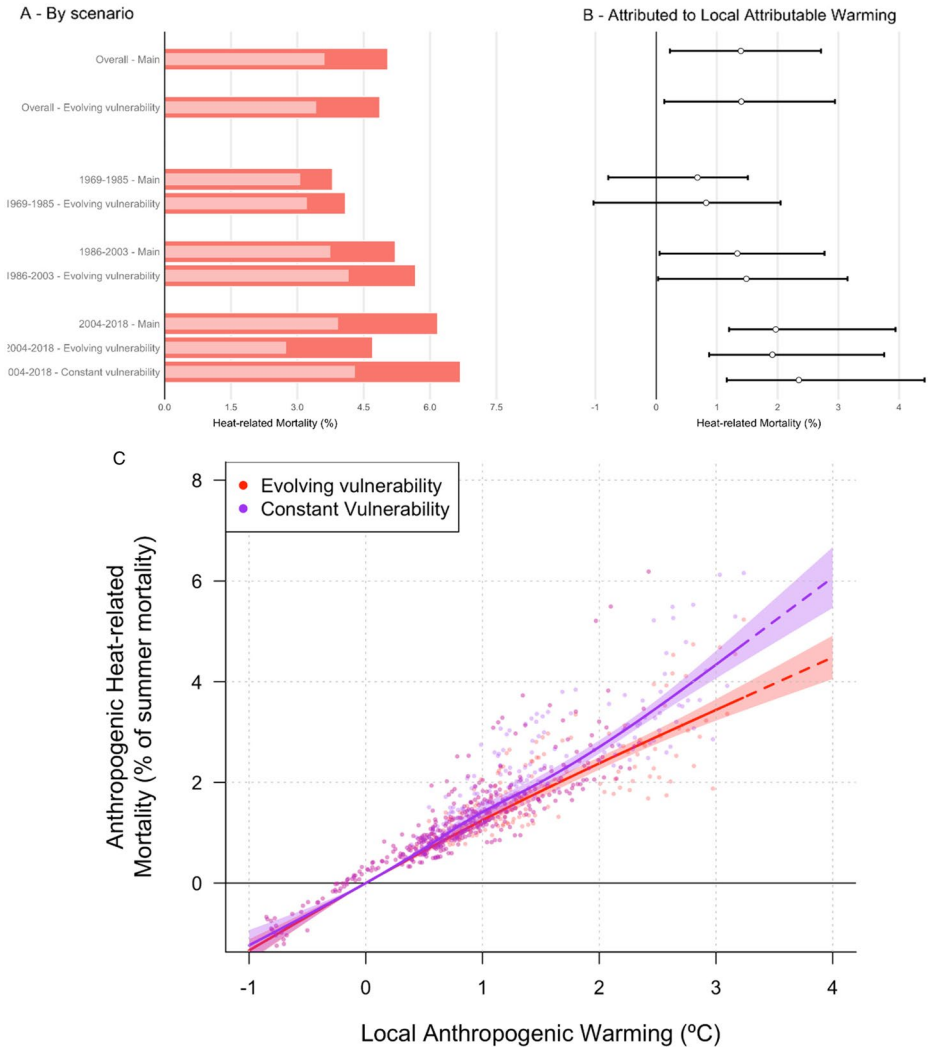 A - By scenario
B - Attributed to Local Attributable Warming
Overall - Main
Overall - Evolving vulnerability
1969-1985 - Main
1969-1985 - Evolving vulnerability
1986-2003 - Main
1986-2003 - Evolving vulnerability
2004-2018 - Main
2004-2018 - Evolving vulnerability
004-2018 - Constant vulnerability
0.0 1.5 3.0 4.5 6.0 7.5
Heat-related Mortality (%)
-1 0 1 2 3 4
Heat-related Mortality (%)
C
Evolving vulnerability
Constant Vulnerability
Anthropogenic Heat-related
Mortality (% of summer mortality)
8
6
4
2
0
-1 0 1 2 3 4
Local Anthropogenic Warming (ºC)